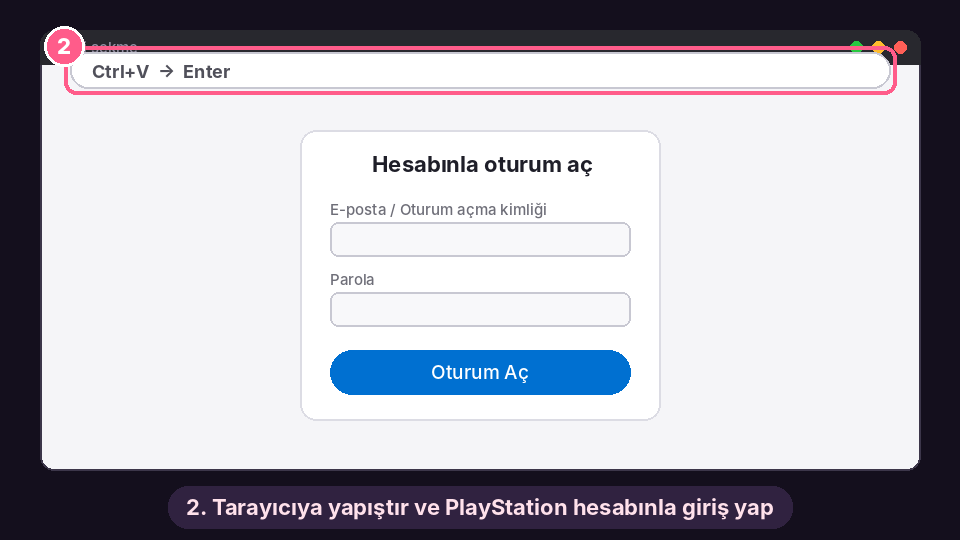 2
Ctrl+V → Enter
Hesabınla oturum aç
E-posta / Oturum açma kimliği
Parola
Oturum Aç
2. Tarayıcıya yapıştır ve PlayStation hesabınla giriş yap